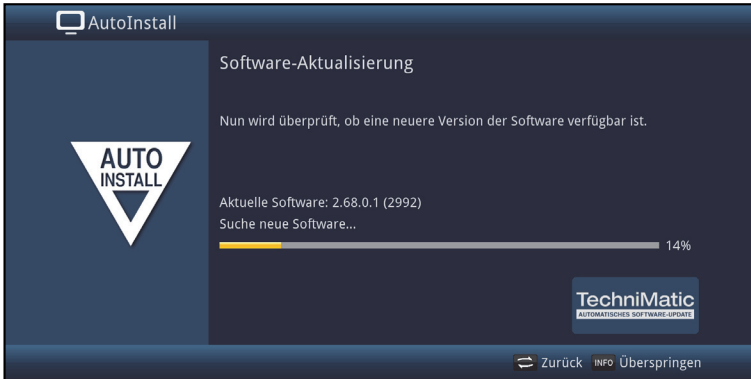 AutoInstall
Software-Aktualisierung
Nun wird überprüft, ob eine neuere Version der Software verfügbar ist.
AUTO
INSTALL
Aktuelle Software: 2.68.0.1 (2992)
Suche neue Software...
14%
TechniMatic
AUTOMATISCHES SOFTWARE-UPDATE
Zurück INFO Überspringen